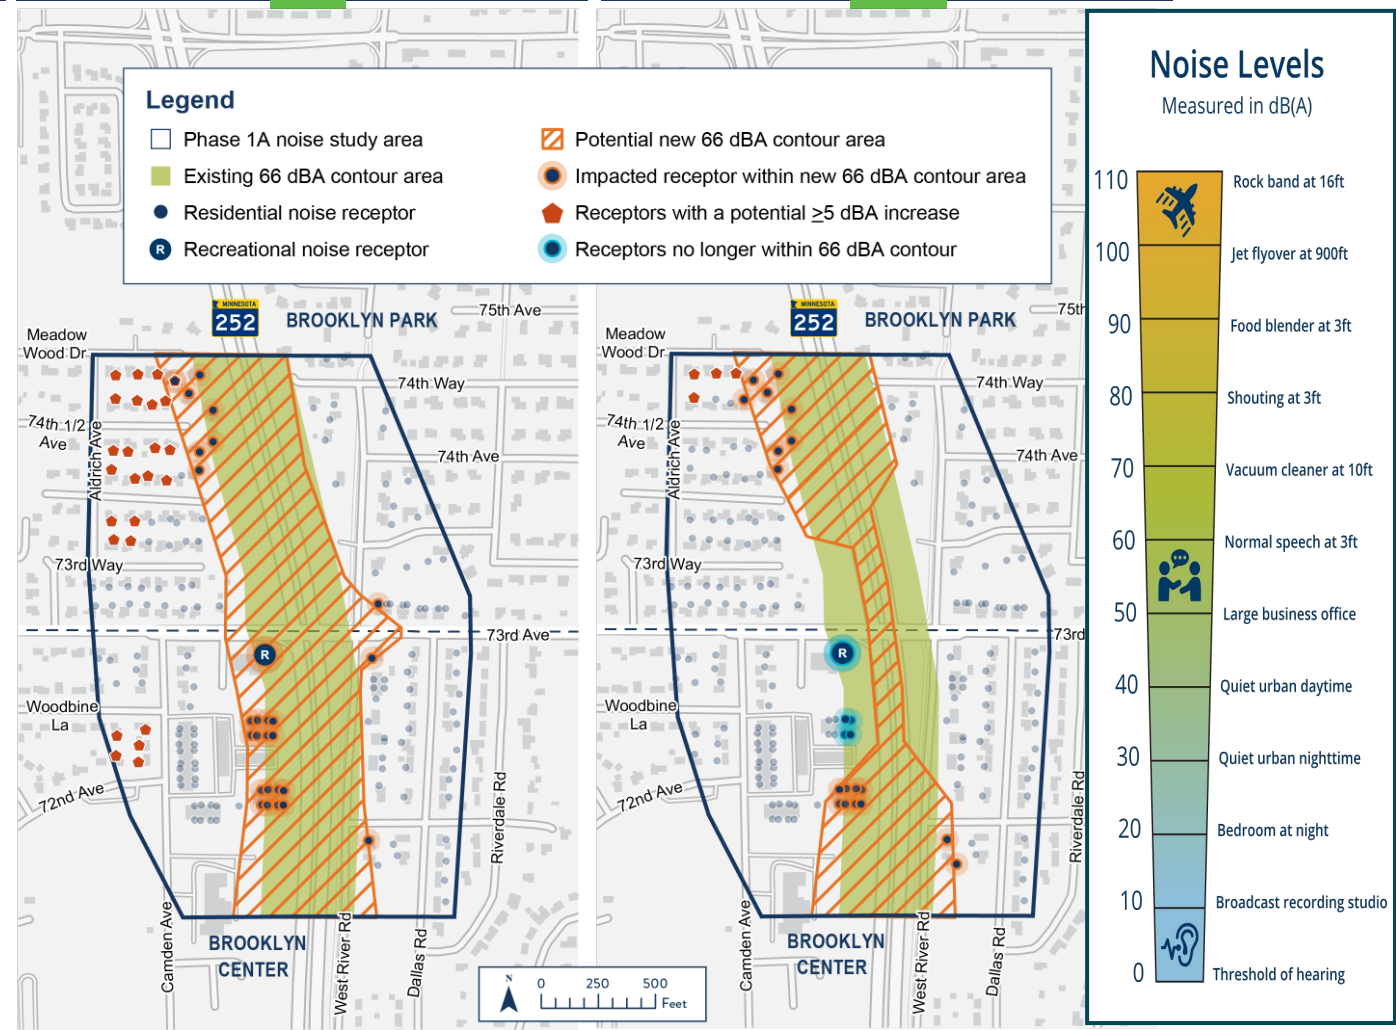 Legend
Phase 1A noise study area
Existing 66 dBA contour area
Residential noise receptor
R
Recreational noise receptor
Potential new 66 dBA contour area
Impacted receptor within new 66 dBA contour area
Receptors with a potential ≥5 dBA increase
Receptors no longer within 66 dBA contour
MINNESOTA
252
BROOKLYN PARK
75th Ave
Meadow
Wood Dr
74th Way
74th 1/2
Ave
Aldrich Ave
74th Ave
73rd Way
73rd Ave
R
Woodbine
La
72nd Ave
Riverdale Rd
Camden Ave
BROOKLYN
CENTER
West River Rd
Dallas Rd
N
0 250 500
Feet
MINNESOTA
252
BROOKLYN PARK
75th
Meadow
Wood Dr
74th Way
74th 1/2
Ave
Aldrich Ave
74th Ave
73rd Way
73rd
R
Woodbine
La
72nd Ave
Riverdale Rd
Camden Ave
BROOKLYN
CENTER
West River Rd
Dallas Rd
Noise Levels
Measured in dB(A)
110 Rock band at 16ft
100 Jet flyover at 900ft
90 Food blender at 3ft
80 Shouting at 3ft
70 Vacuum cleaner at 10ft
60 Normal speech at 3ft
50 Large business office
40 Quiet urban daytime
30 Quiet urban nighttime
20 Bedroom at night
10 Broadcast recording studio
0 Threshold of hearing